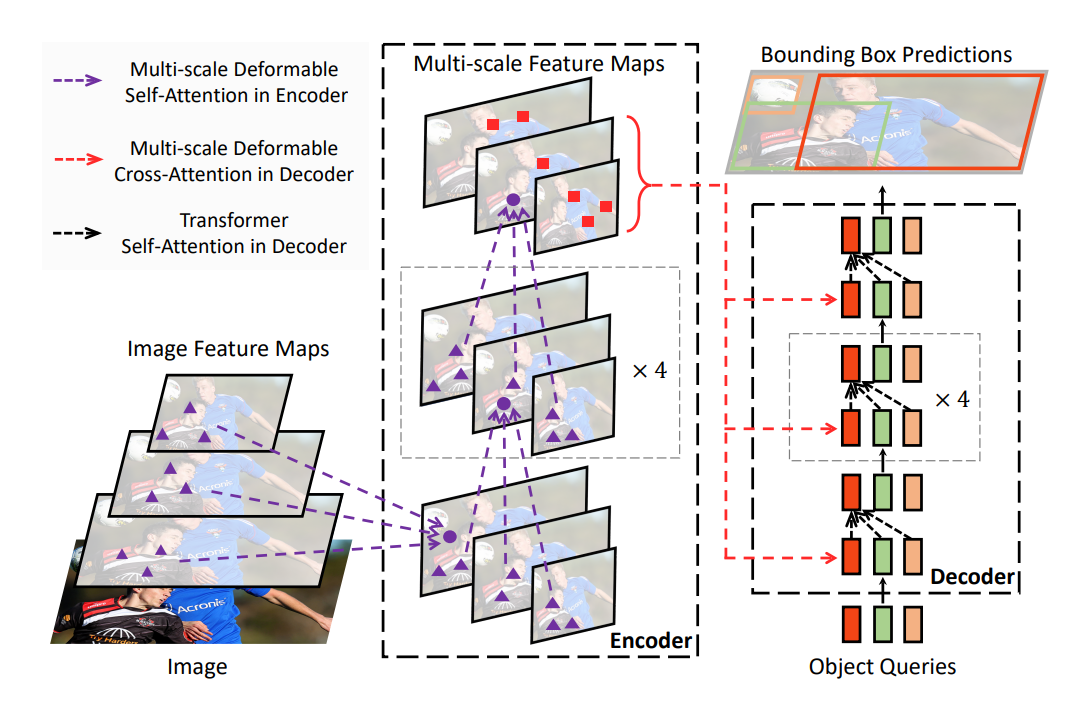 Multi-scale Deformable
Self-Attention in Encoder
Multi-scale Deformable
Cross-Attention in Decoder
Transformer
Self-Attention in Decoder
Image Feature Maps
Acronis
Acronis
Try Harder
Image
Multi-scale Feature Maps
× 4
Encoder
Bounding Box Predictions
Acronis
× 4
Decoder
Object Queries